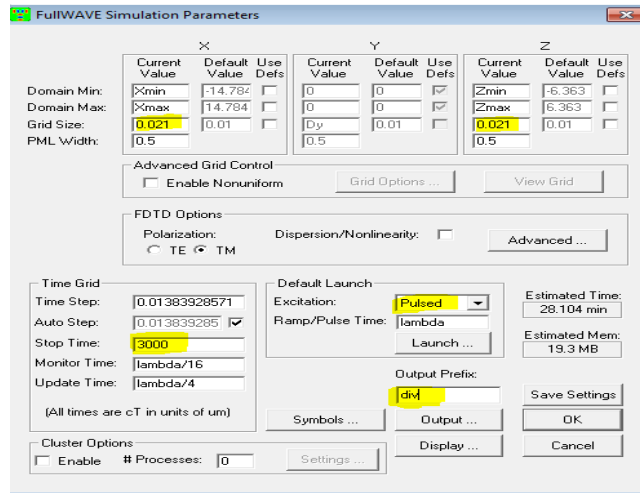 FullWAVE Simulation Parameters
X Y Z
Current Value Default Value Use Defs Current Value Default Value Use Defs Current Value Default Value Use Defs
Domain Min: Xmin -14.784 0 0 Zmin -6.363
Domain Max: Xmax 14.784 0 0 Zmax 6.363
Grid Size: 0.021 0.01 Dy 0.01 0.021 0.01
PML Width: 0.5 0.5 0.5
Advanced Grid Control
Enable Nonuniform Grid Options ... View Grid
FDTD Options
Polarization: Dispersion/Nonlinearity: Advanced ...
TE TM
Time Grid
Time Step: 0.01383928571
Auto Step: 0.013839285
Stop Time: 3000
Monitor Time: lambda/16
Update Time: lambda/4
(All times are cT in units of um)
Default Launch
Excitation: Pulsed
Ramp/Pulse Time: lambda
Launch ...
Estimated Time:
28.104 min
Estimated Mem:
19.3 MB
Output Prefix:
div
Save Settings
Symbols ... Output ... OK
Display ... Cancel
Cluster Options
Enable # Processes: 0 Settings ...